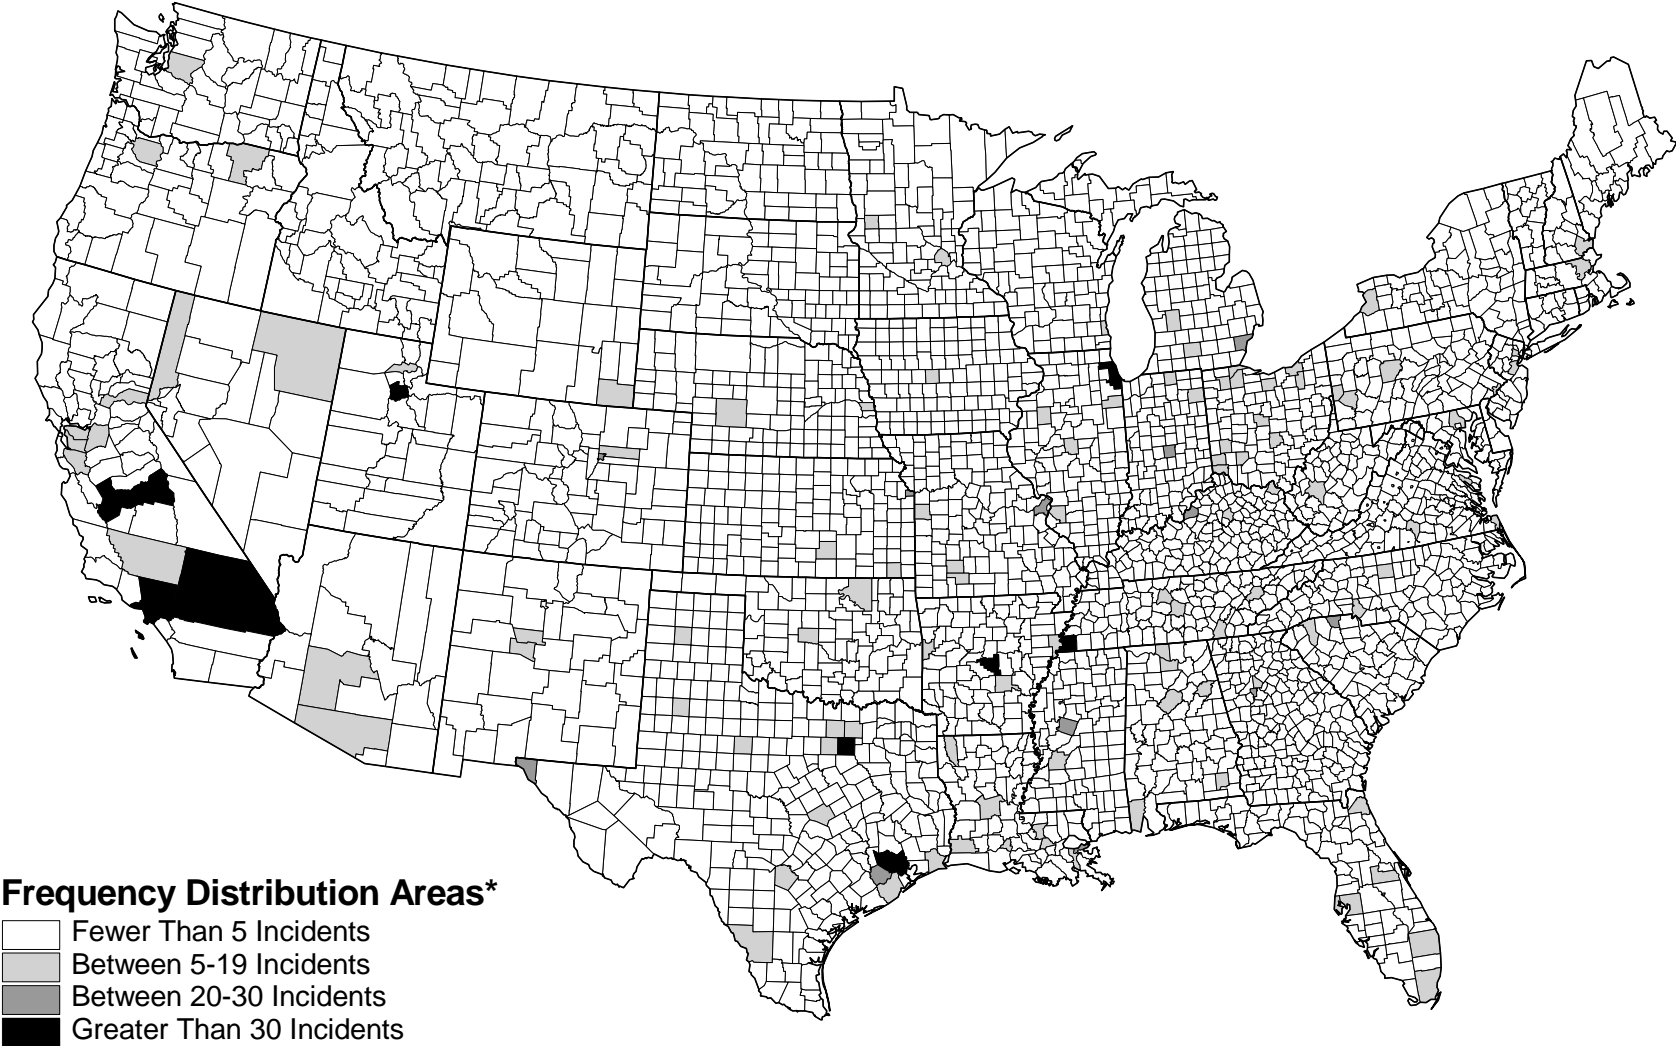 Frequency Distribution Areas*
Fewer Than 5 Incidents
Between 5-19 Incidents
Between 20-30 Incidents
Greater Than 30 Incidents